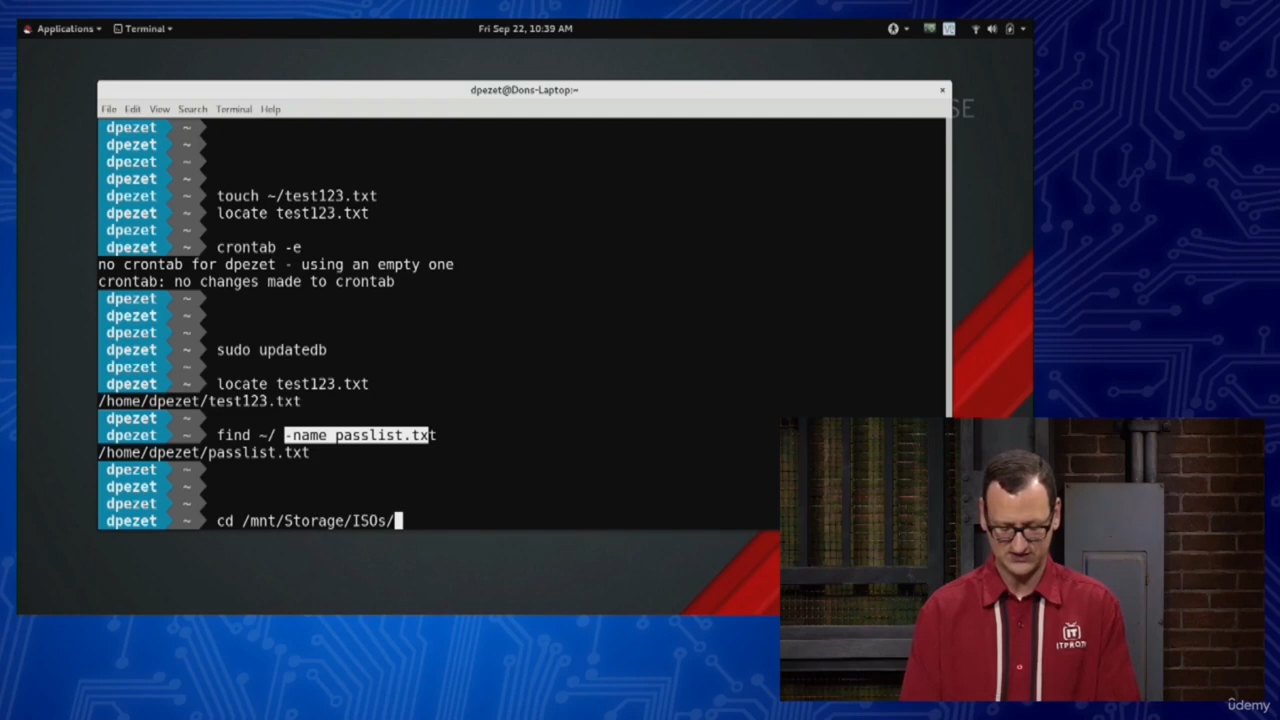 Applications Terminal Fri Sep 22, 10:39 AM
dpezet@Dons-Laptop:~ ×
File Edit View Search Terminal Help
SE
dpezet ~
dpezet ~
dpezet ~
dpezet ~
dpezet ~ touch ~/test123.txt
dpezet ~ locate test123.txt
dpezet ~
dpezet ~ crontab -e
no crontab for dpezet - using an empty one
crontab: no changes made to crontab
dpezet ~
dpezet ~
dpezet ~
dpezet ~ sudo updatedb
dpezet ~
dpezet ~ locate test123.txt
/home/dpezet/test123.txt
dpezet ~
dpezet ~ find ~/ -name passlist.txt
/home/dpezet/passlist.txt
dpezet ~
dpezet ~
dpezet ~
dpezet ~ cd /mnt/Storage/ISOs/
IT
ITPROTV
udemy